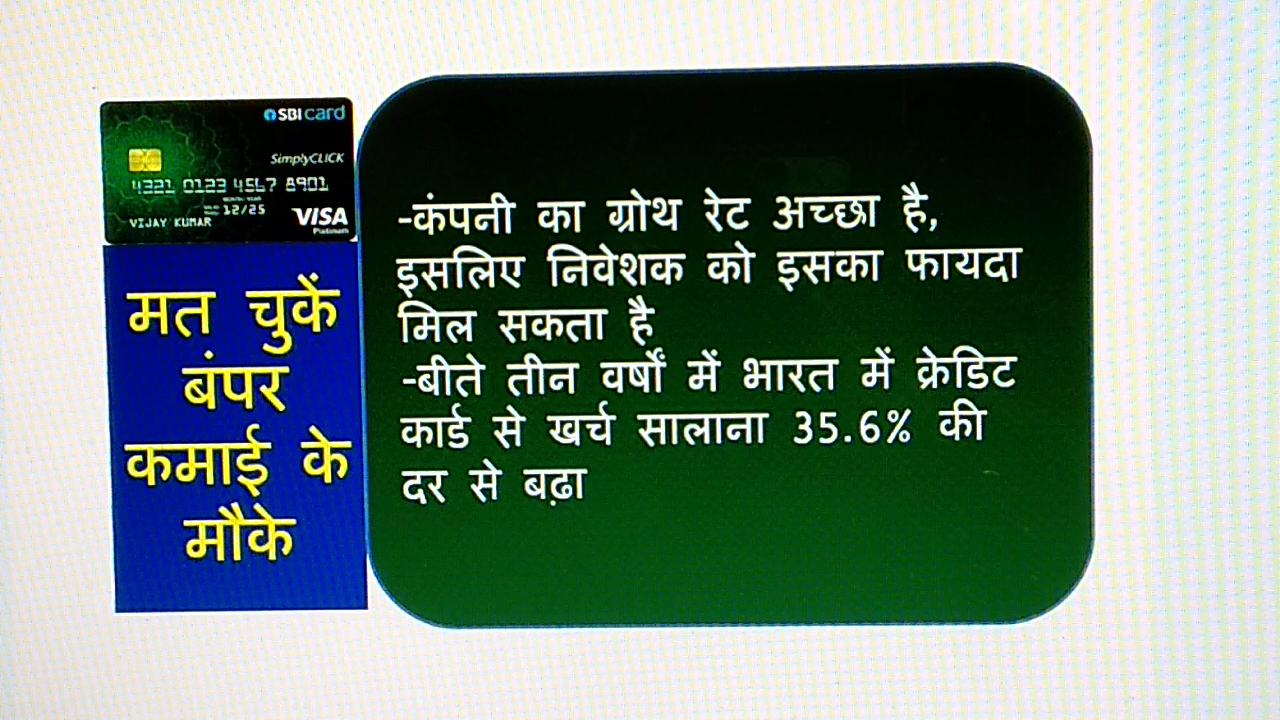 SBI card
SimplyCLICK
4321 0123 4567 8901
12/25
VIJAY KUMAR
VISA
Platinum
मत चुकें
बंपर
कमाई के
मौके
-कंपनी का ग्रोथ रेट अच्छा है,
इसलिए निवेशक को इसका फायदा
मिल सकता है
-बीते तीन वर्षों में भारत में क्रेडिट
कार्ड से खर्च सालाना 35.6% की
दर से बढ़ा